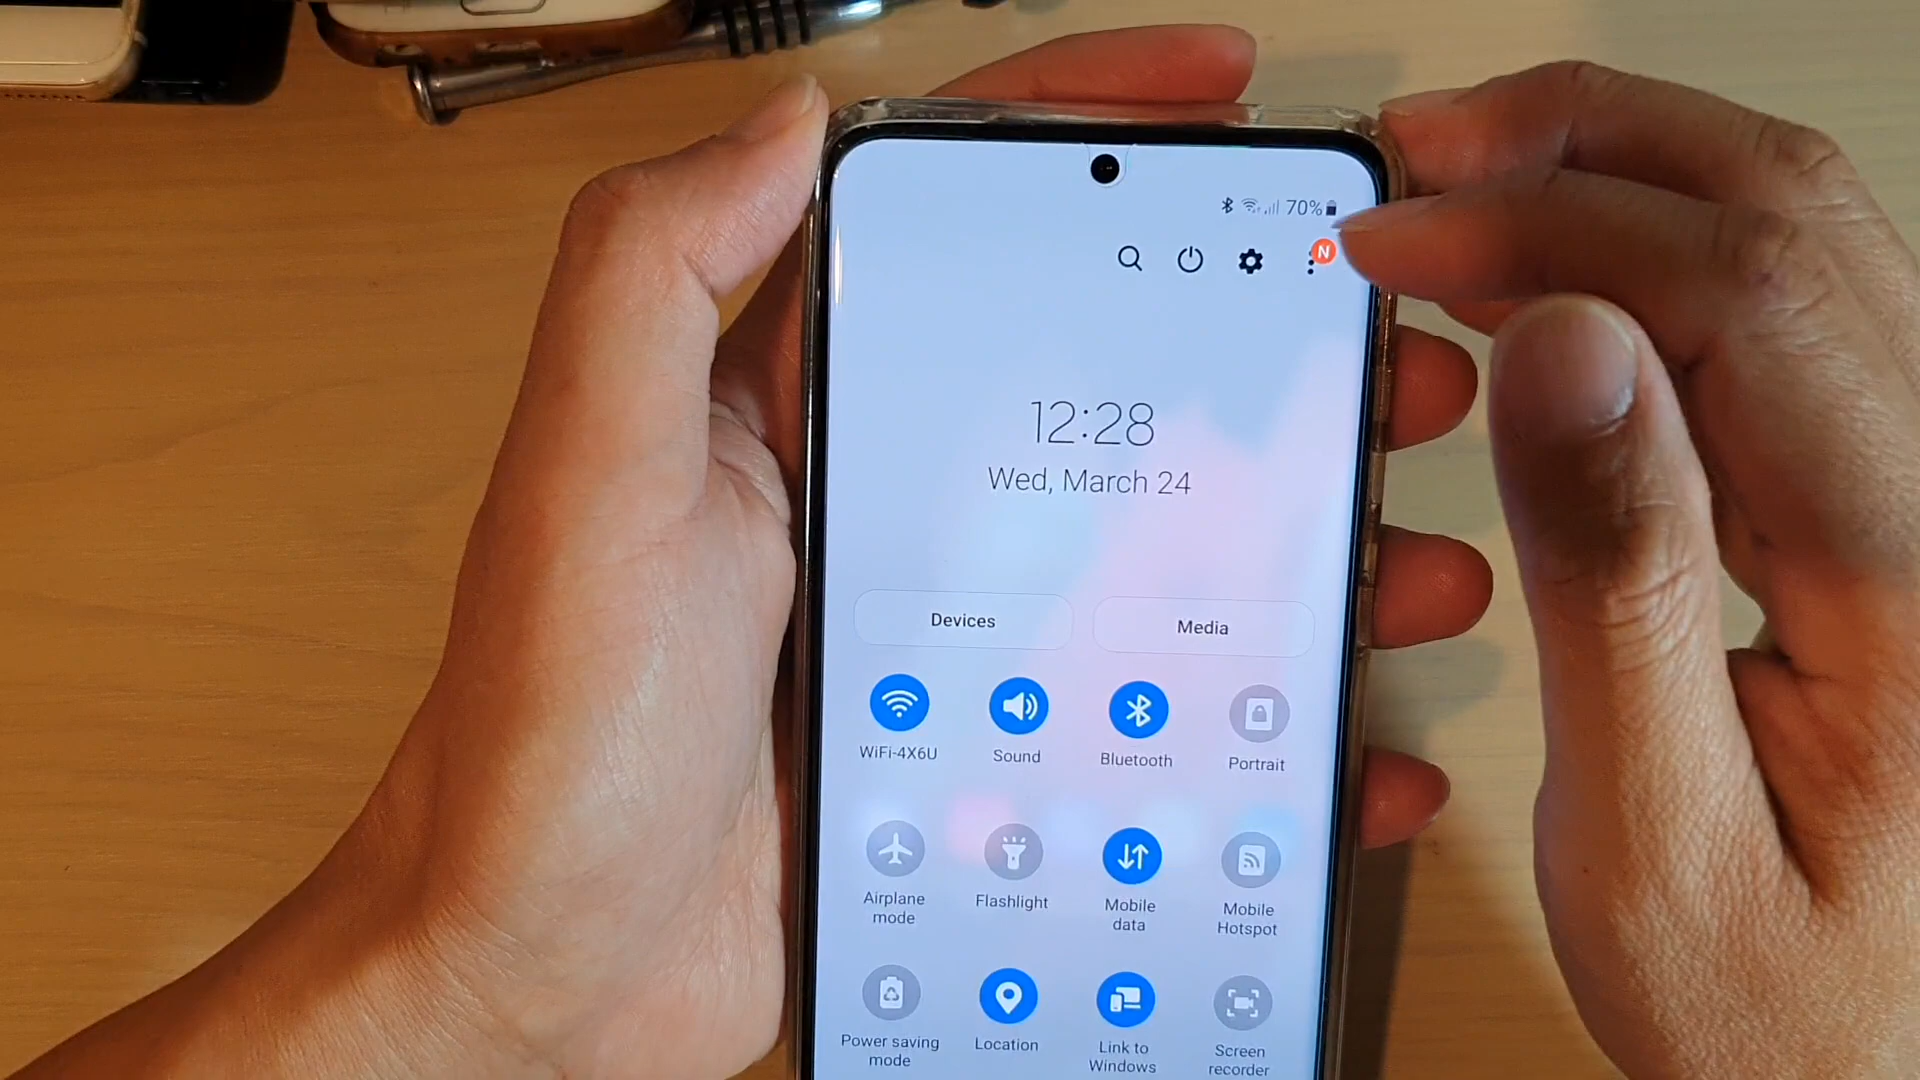 70%
N
12:28
Wed, March 24
Devices
Media
WiFi-4X6U
Sound
Bluetooth
Portrait
Airplane
mode
Flashlight
Mobile
data
Mobile
Hotspot
Power saving
mode
Location
Link to
Windows
Screen
recorder